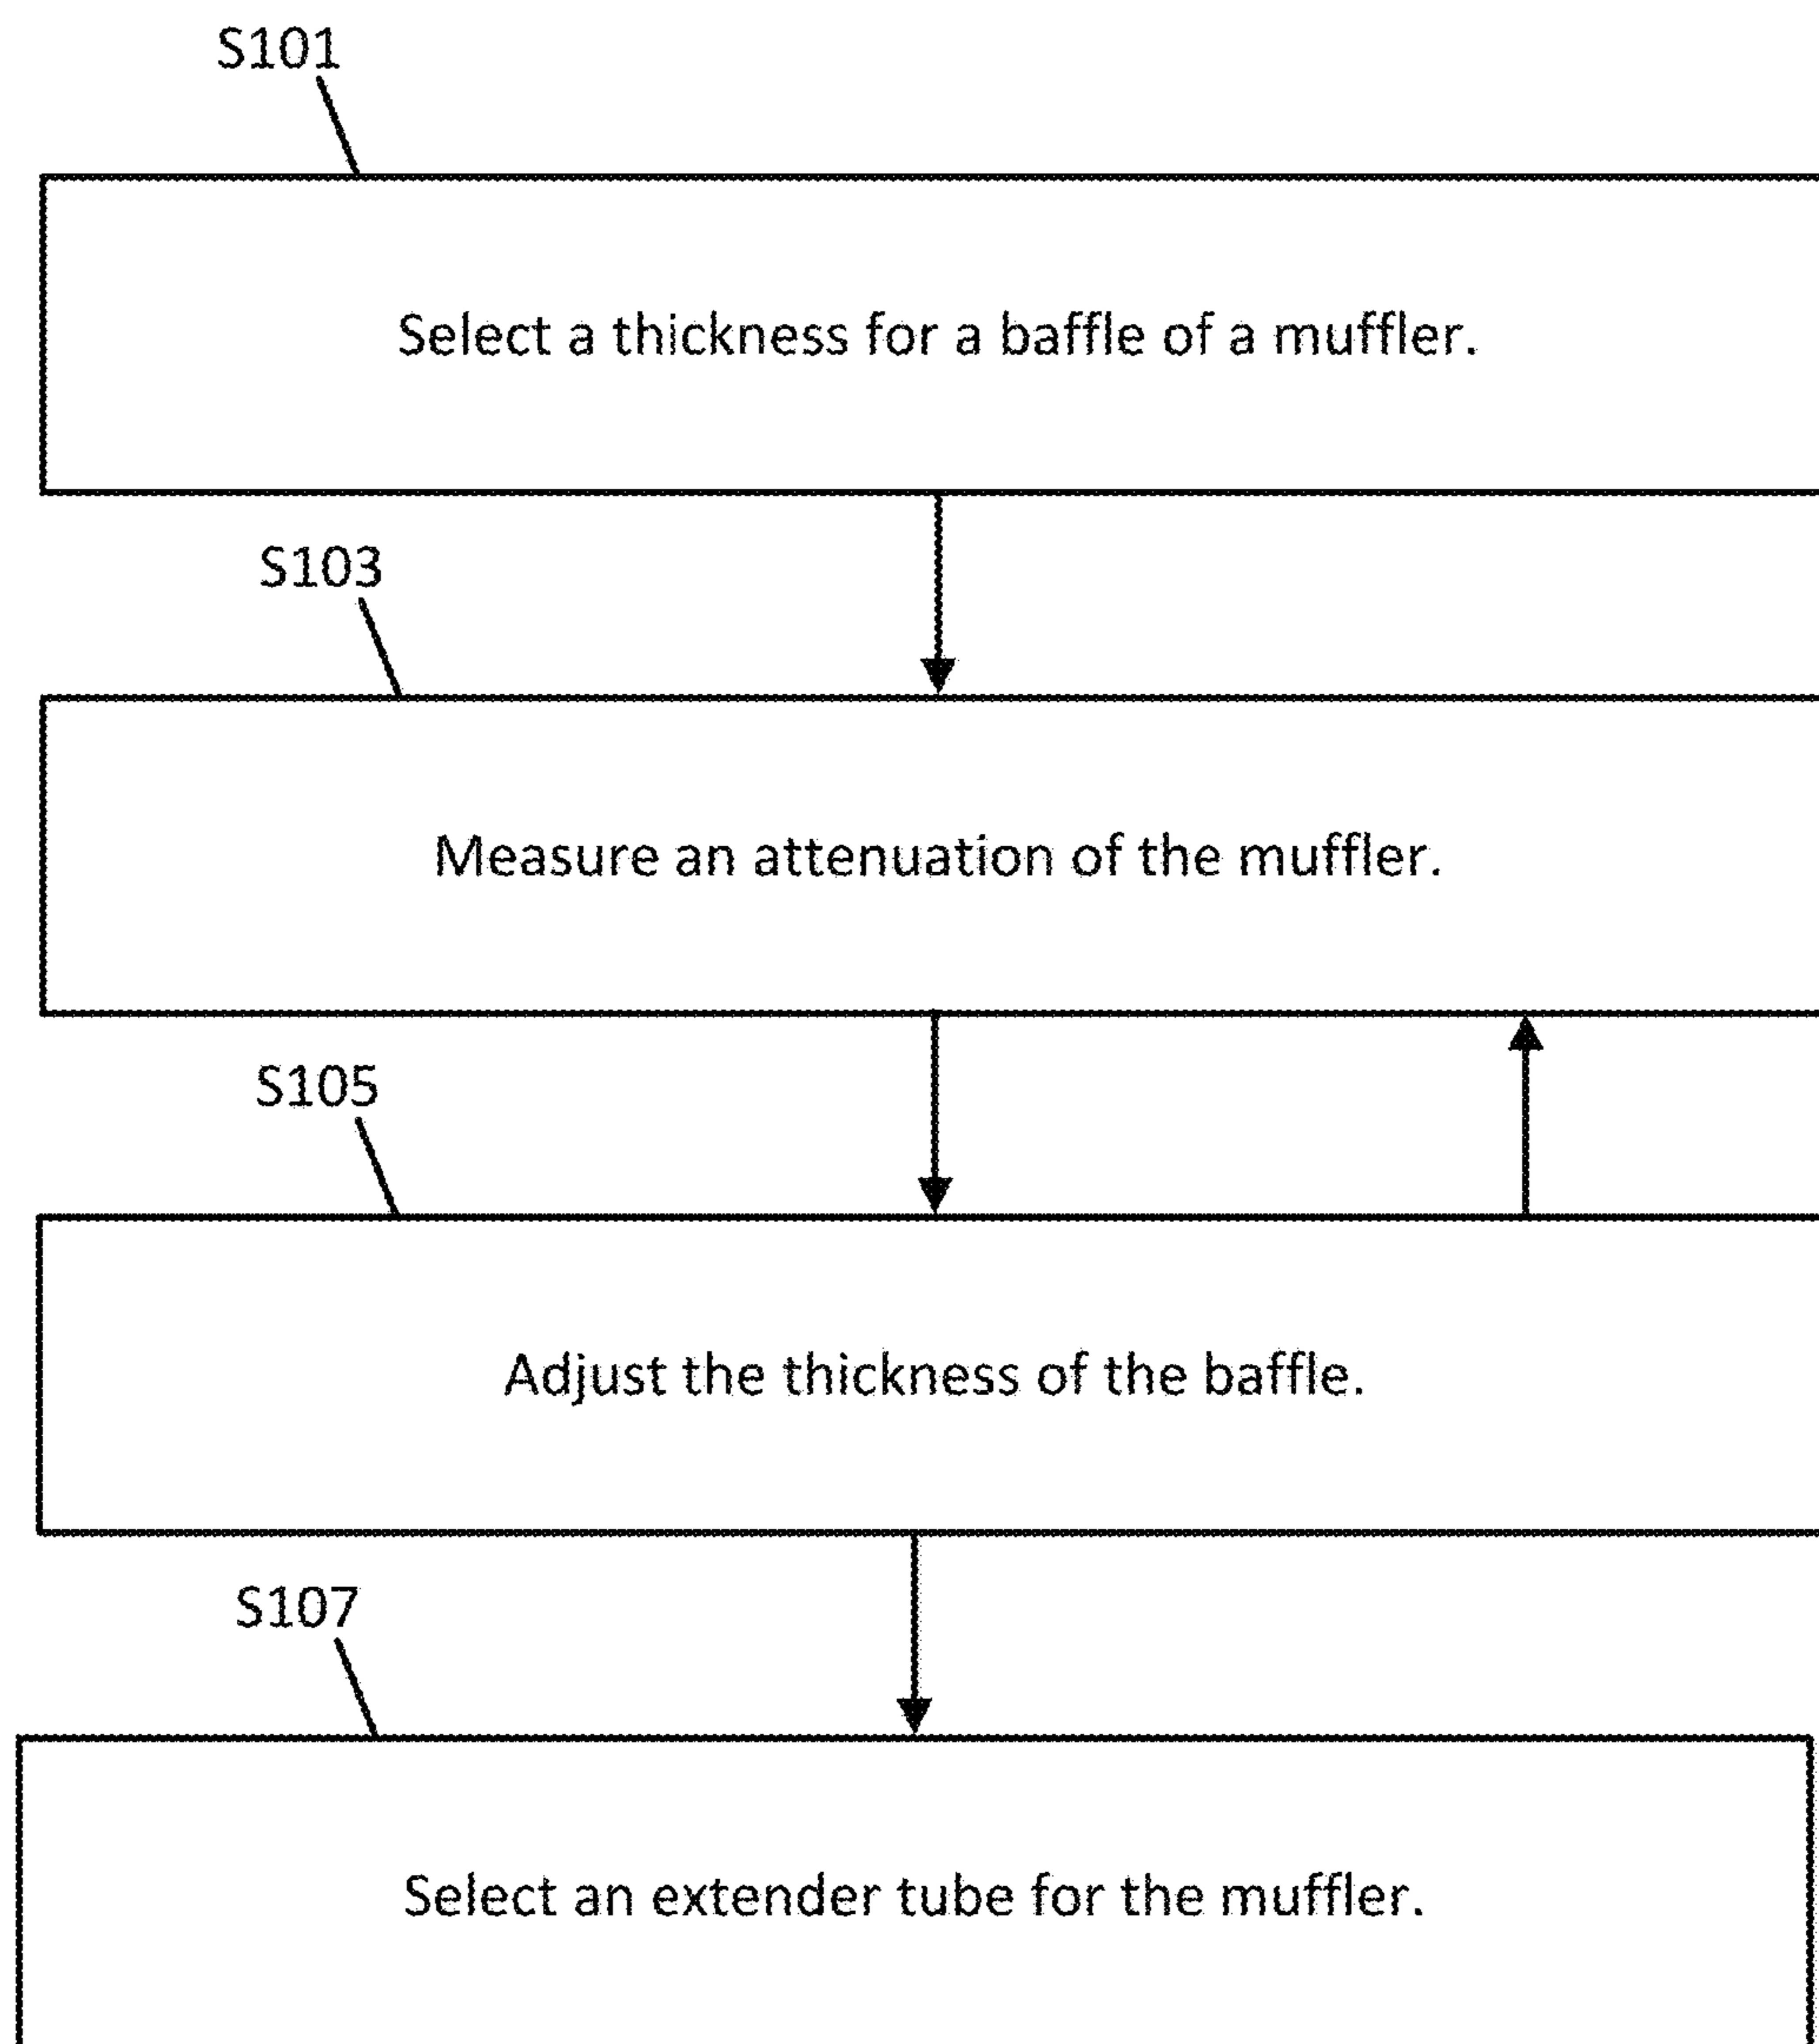 S101
Select a thickness for a baffle of a muffler.
S103
Measure an attenuation of the muffler.
S105
Adjust the thickness of the baffle.
S107
Select an extender tube for the muffler.